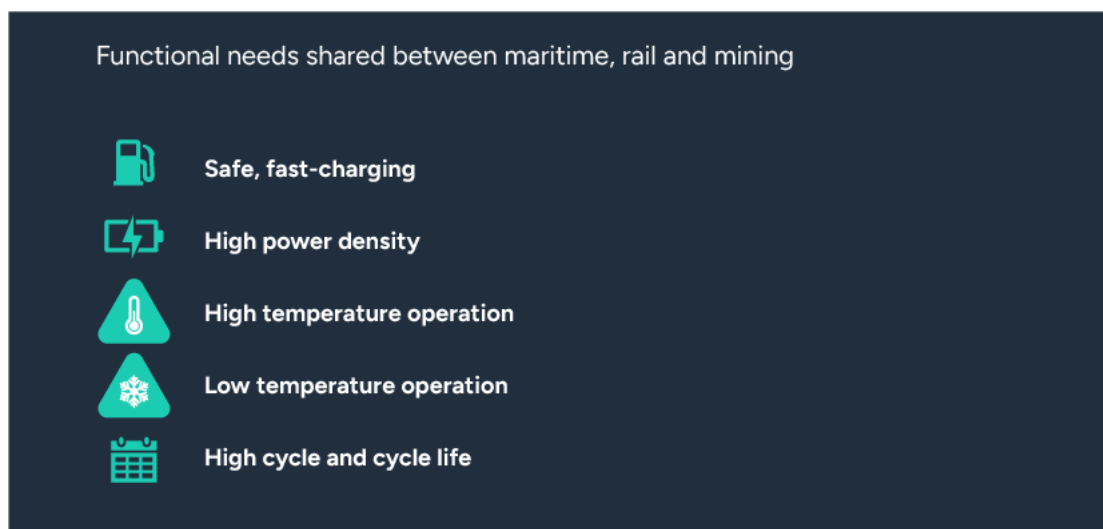 Functional needs shared between maritime, rail and mining
Safe, fast-charging
High power density
High temperature operation
Low temperature operation
High cycle and cycle life